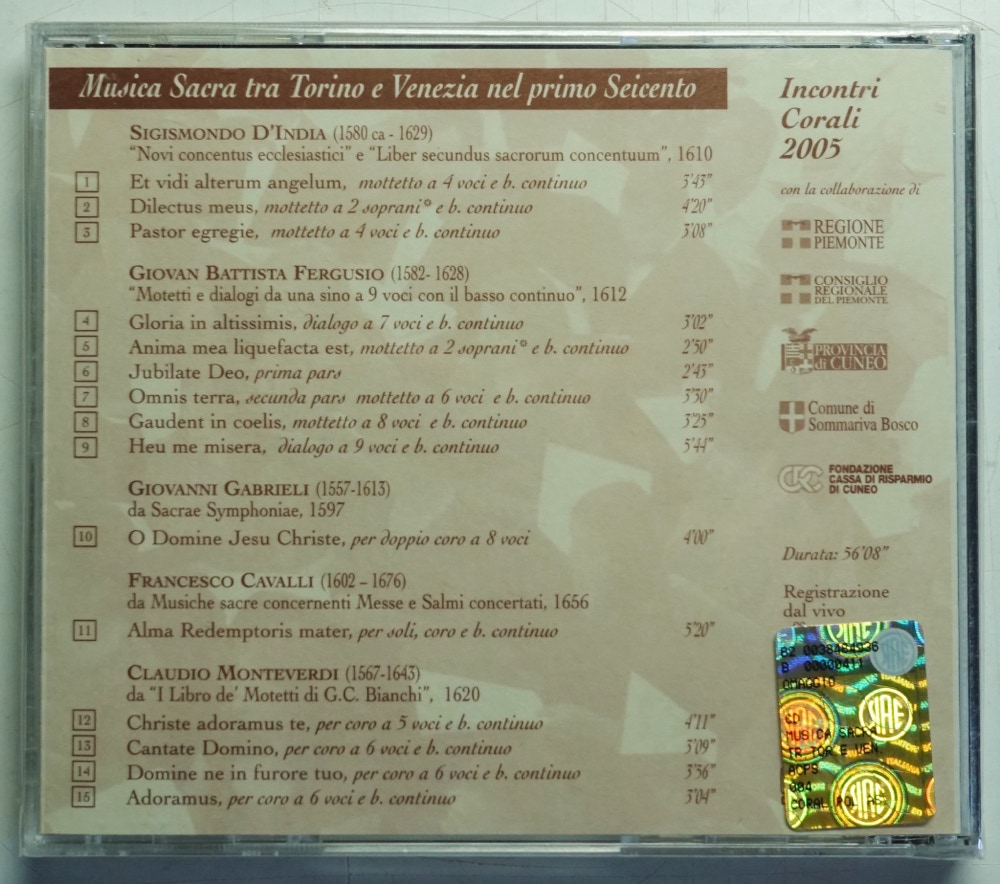 Musica Sacra tra Torino e Venezia nel primo Seicento
SIGISMONDO D'INDIA (1580 ca - 1629)
"Novi concentus ecclesiastici" e "Liber secundus sacrorum concentuum", 1610
1 Et vidi alterum angelum, mottetto a 4 voci e b. continuo 3'43"
2 Dilectus meus, mottetto a 2 soprani* e b. continuo 4'20"
3 Pastor egregie, mottetto a 4 voci e b. continuo 3'08"
GIOVAN BATTISTA FERGUSIO (1582- 1628)
"Motetti e dialogi da una sino a 9 voci con il basso continuo", 1612
4 Gloria in altissimis, dialogo a 7 voci e b. continuo 3'02"
5 Anima mea liquefacta est, mottetto a 2 soprani* e b. continuo 2'50"
6 Jubilate Deo, prima pars 2'43"
7 Omnis terra, secunda pars mottetto a 6 voci e b. continuo 3'30"
8 Gaudent in coelis, mottetto a 8 voci e b. continuo 3'25"
9 Heu me misera, dialogo a 9 voci e b. continuo 5'44"
GIOVANNI GABRIELI (1557-1613)
da Sacrae Symphoniae, 1597
10 O Domine Jesu Christe, per doppio coro a 8 voci 4'00"
FRANCESCO CAVALLI (1602 – 1676)
da Musiche sacre concernenti Messe e Salmi concertati, 1656
11 Alma Redemptoris mater, per soli, coro e b. continuo 5'20"
CLAUDIO MONTEVERDI (1567-1643)
da "I Libro de' Motetti di G.C. Bianchi", 1620
12 Christe adoramus te, per coro a 5 voci e b. continuo 4'11"
13 Cantate Domino, per coro a 6 voci e b. continuo 3'09"
14 Domine ne in furore tuo, per coro a 6 voci e b. continuo 3'36"
15 Adoramus, per coro a 6 voci e b. continuo 3'04"
Incontri
Corali
2005
con la collaborazione di
REGIONE
PIEMONTE
CONSIGLIO
REGIONALE
DEL PIEMONTE
PROVINCIA
di CUNEO
Comune di
Sommariva Bosco
CRC FONDAZIONE
CASSA DI RISPARMIO
DI CUNEO
Durata: 56'08"
Registrazione
dal vivo
OMAGGIO
CD
MUSICA SACRA
TR TOR E VEN.
ACPS
004
SIAE